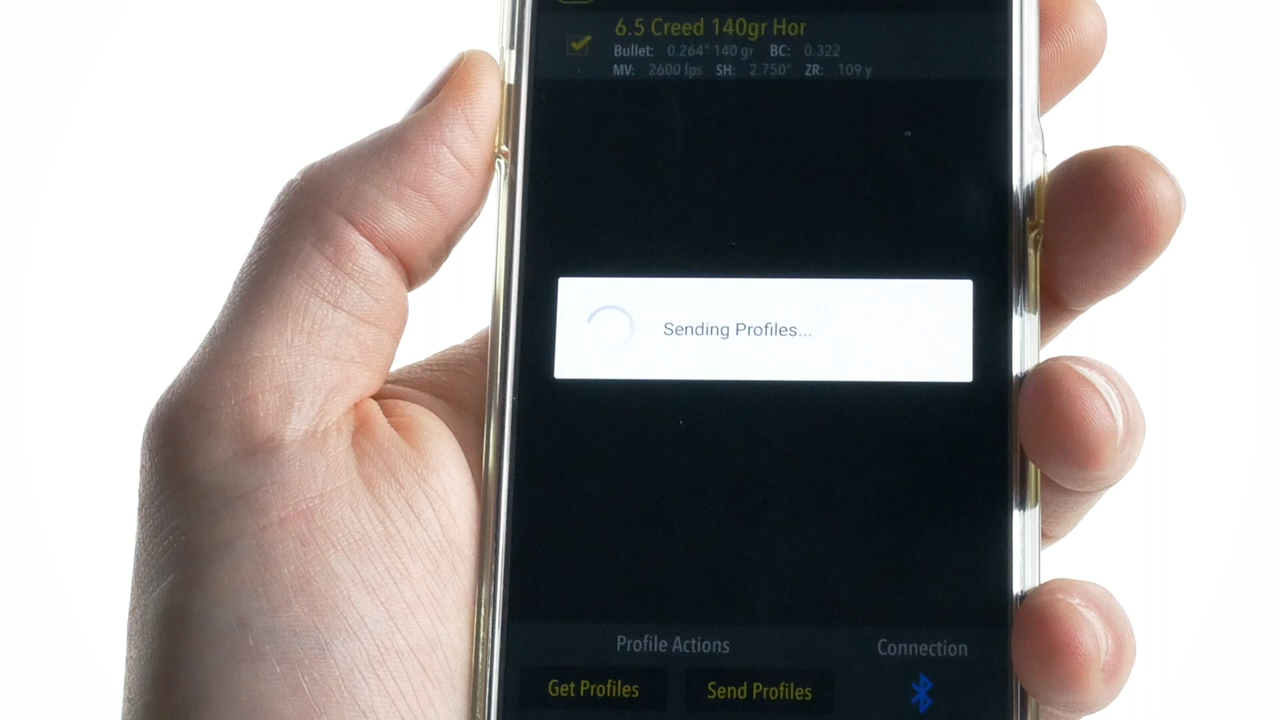 6.5 Creed 140gr Hor
Bullet: 0.264" 140 gr BC: 0.322
MV: 2600 fps SH: 2.750" ZR: 109 y
Sending Profiles...
Profile Actions
Connection
Get Profiles
Send Profiles